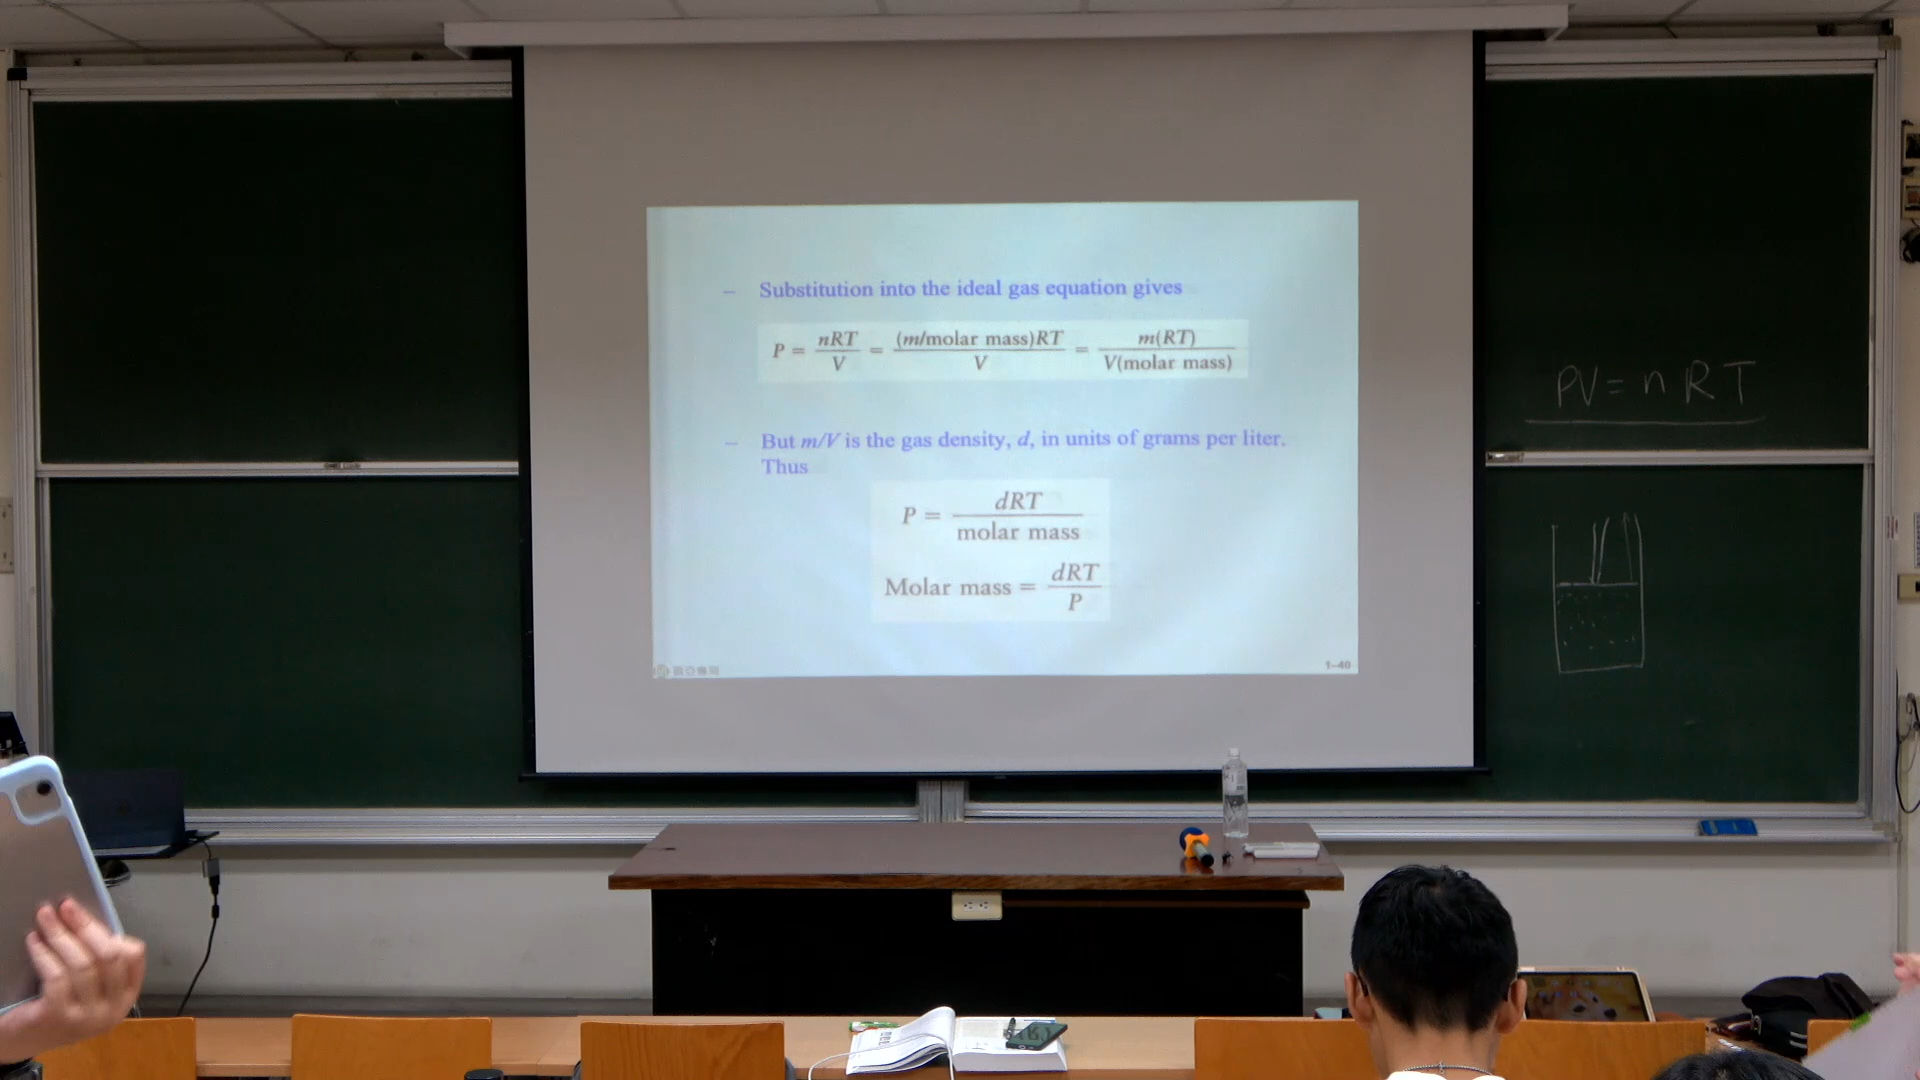 – Substitution into the ideal gas equation gives
P = nRT/V = (m/molar mass)RT/V = m(RT)/V(molar mass)
– But m/V is the gas density, d, in units of grams per liter.
Thus
P = dRT/molar mass
Molar mass = dRT/P
1–40
PV = nRT